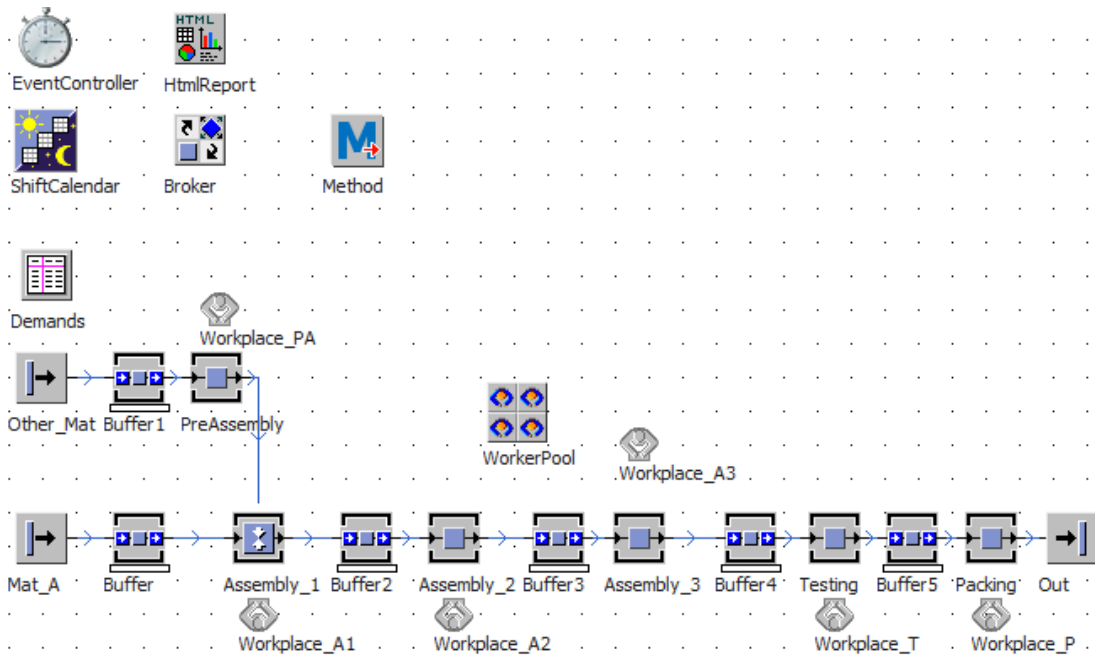 HTML
EventController
HtmlReport
ShiftCalendar
Broker
M
Method
Demands
Workplace_PA
Other_Mat
Buffer1
PreAssembly
WorkerPool
Workplace_A3
Mat_A
Buffer
Assembly_1
Buffer2
Assembly_2
Buffer3
Assembly_3
Buffer4
Testing
Buffer5
Packing
Out
Workplace_A1
Workplace_A2
Workplace_T
Workplace_P